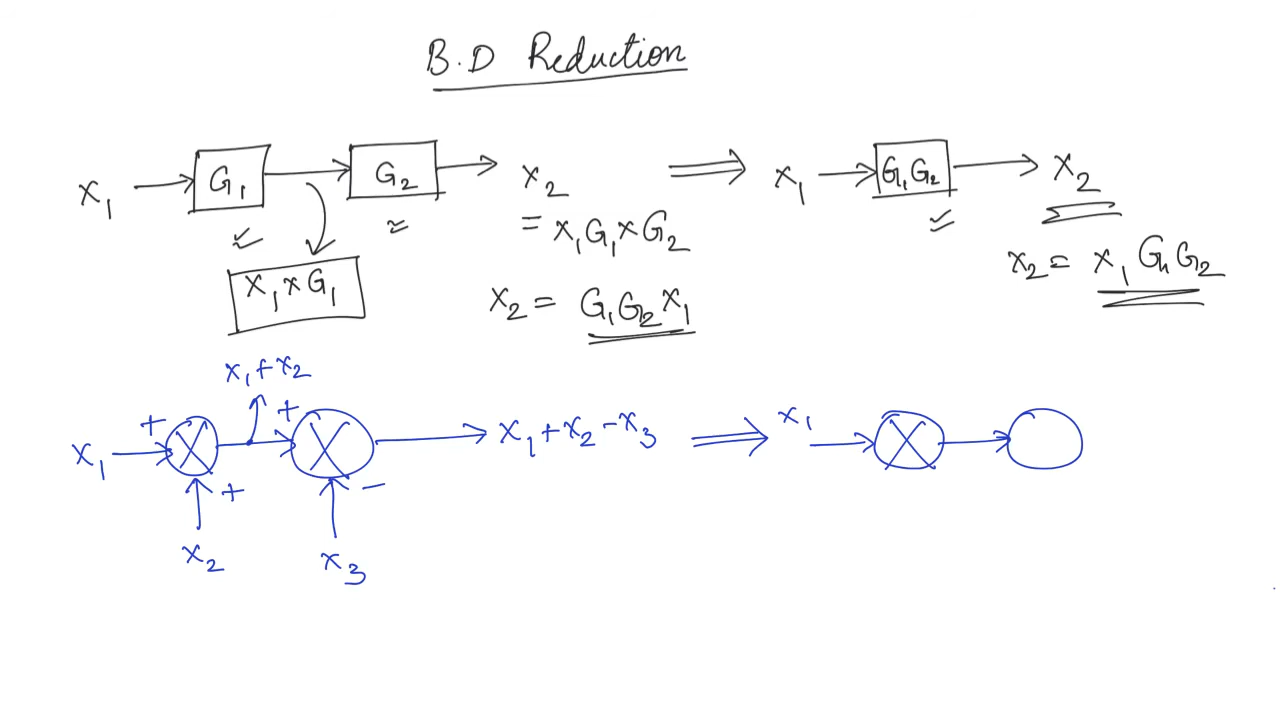 B.D Reduction
X₁ → G₁ → G₂ → X₂ ⟹ X₁ → G₁G₂ → X₂
= X₁G₁ x G₂
X₁ x G₁
X₂ = G₁G₂X₁
X₂ = X₁ G₁G₂
X₁+X₂
X₁ + + X₁+X₂-X₃ ⟹ X₁
+ -
X₂ X₃